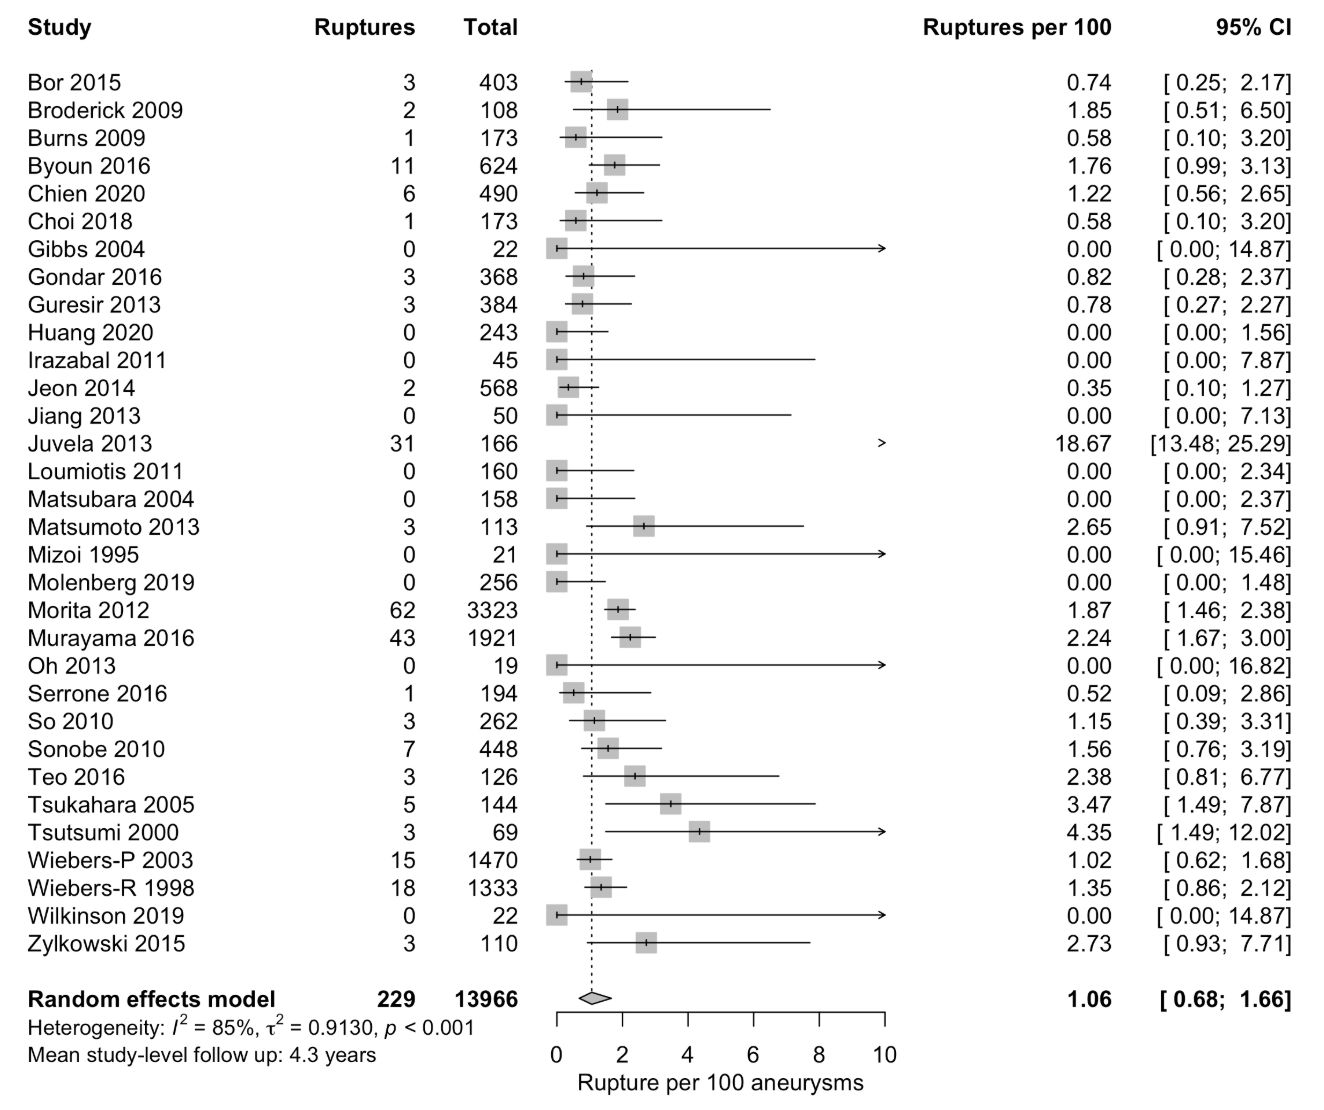 Study Ruptures Total Ruptures per 100 95% CI
Bor 2015 3 403 0.74 [ 0.25; 2.17]
Broderick 2009 2 108 1.85 [ 0.51; 6.50]
Burns 2009 1 173 0.58 [ 0.10; 3.20]
Byoun 2016 11 624 1.76 [ 0.99; 3.13]
Chien 2020 6 490 1.22 [ 0.56; 2.65]
Choi 2018 1 173 0.58 [ 0.10; 3.20]
Gibbs 2004 0 22 0.00 [ 0.00; 14.87]
Gondar 2016 3 368 0.82 [ 0.28; 2.37]
Guresir 2013 3 384 0.78 [ 0.27; 2.27]
Huang 2020 0 243 0.00 [ 0.00; 1.56]
Irazabal 2011 0 45 0.00 [ 0.00; 7.87]
Jeon 2014 2 568 0.35 [ 0.10; 1.27]
Jiang 2013 0 50 0.00 [ 0.00; 7.13]
Juvela 2013 31 166 18.67 [13.48; 25.29]
Loumiotis 2011 0 160 0.00 [ 0.00; 2.34]
Matsubara 2004 0 158 0.00 [ 0.00; 2.37]
Matsumoto 2013 3 113 2.65 [ 0.91; 7.52]
Mizoi 1995 0 21 0.00 [ 0.00; 15.46]
Molenberg 2019 0 256 0.00 [ 0.00; 1.48]
Morita 2012 62 3323 1.87 [ 1.46; 2.38]
Murayama 2016 43 1921 2.24 [ 1.67; 3.00]
Oh 2013 0 19 0.00 [ 0.00; 16.82]
Serrone 2016 1 194 0.52 [ 0.09; 2.86]
So 2010 3 262 1.15 [ 0.39; 3.31]
Sonobe 2010 7 448 1.56 [ 0.76; 3.19]
Teo 2016 3 126 2.38 [ 0.81; 6.77]
Tsukahara 2005 5 144 3.47 [ 1.49; 7.87]
Tsutsumi 2000 3 69 4.35 [ 1.49; 12.02]
Wiebers-P 2003 15 1470 1.02 [ 0.62; 1.68]
Wiebers-R 1998 18 1333 1.35 [ 0.86; 2.12]
Wilkinson 2019 0 22 0.00 [ 0.00; 14.87]
Zylkowski 2015 3 110 2.73 [ 0.93; 7.71]
Random effects model 229 13966 1.06 [ 0.68; 1.66]
Heterogeneity: I² = 85%, τ² = 0.9130, p < 0.001
Mean study-level follow up: 4.3 years
0 2 4 6 8 10
Rupture per 100 aneurysms